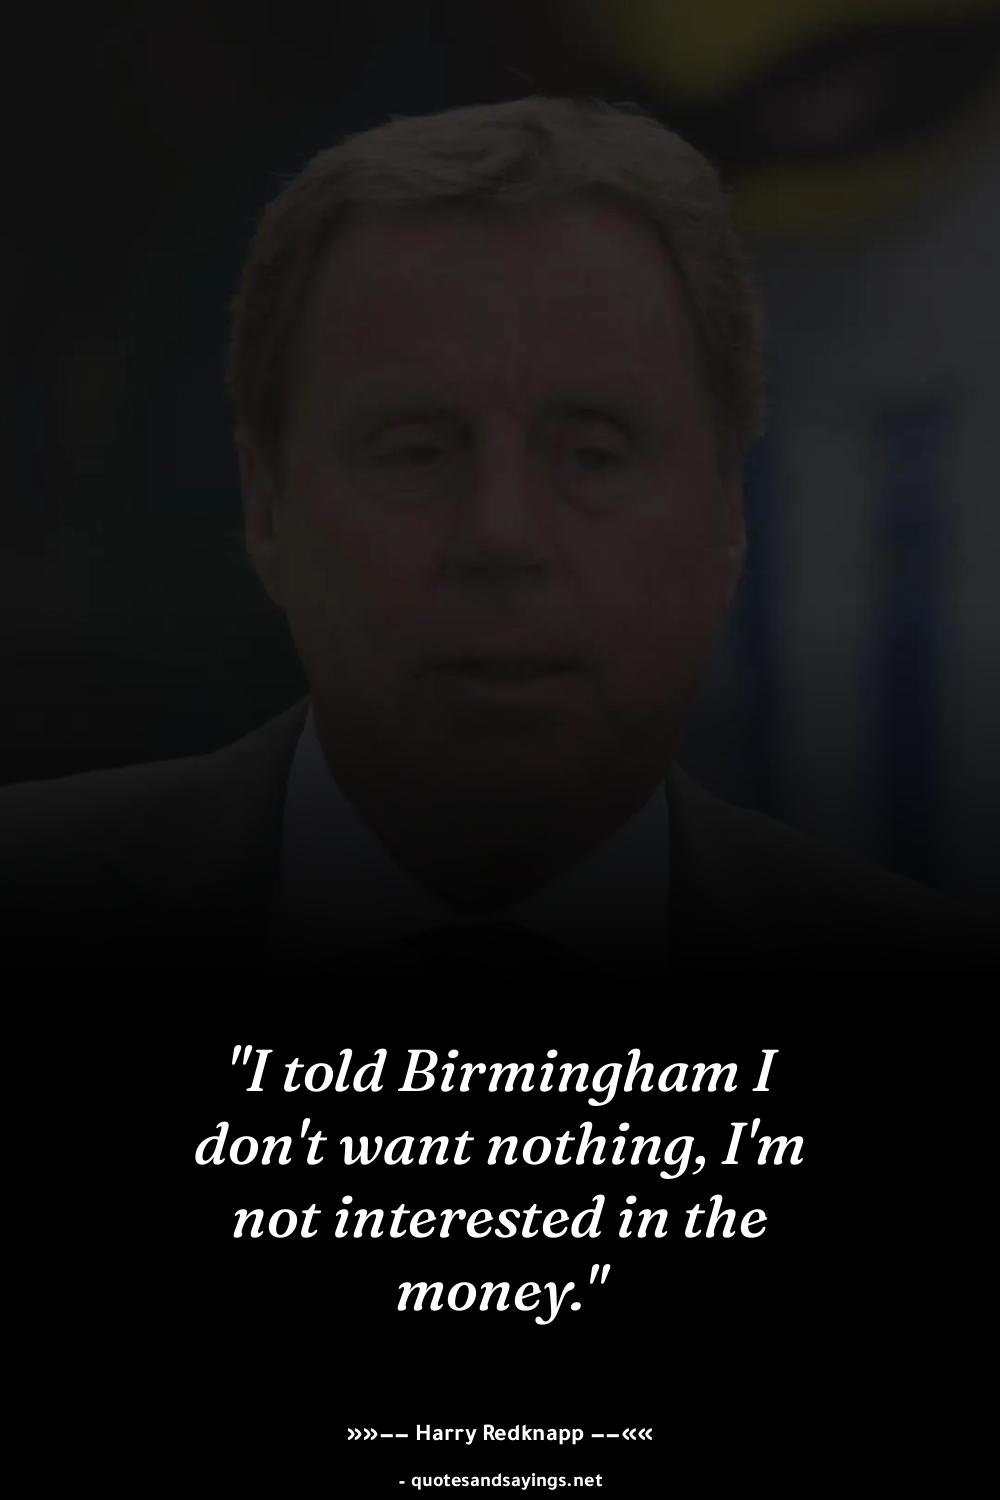 "I told Birmingham I
don't want nothing, I'm
not interested in the
money."
»»−− Harry Redknapp −−««
- quotesandsayings.net